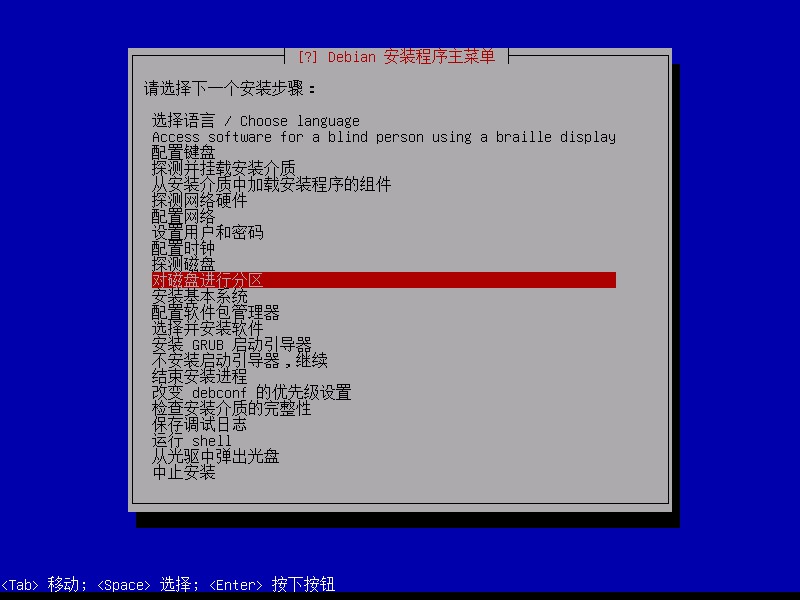 [?] Debian 安装程序主菜单
请选择下一个安装步骤：
选择语言 / Choose language
Access software for a blind person using a braille display
配置键盘
探测并挂载安装介质
从安装介质中加载安装程序的组件
探测网络硬件
配置网络
设置用户和密码
配置时钟
探测磁盘
对磁盘进行分区
安装基本系统
配置软件包管理器
选择并安装软件
安装 GRUB 启动引导器
不安装启动引导器，继续
结束安装进程
改变 debconf 的优先级设置
检查安装介质的完整性
保存调试日志
运行 shell
从光驱中弹出光盘
中止安装
<Tab> 移动; <Space> 选择; <Enter> 按下按钮